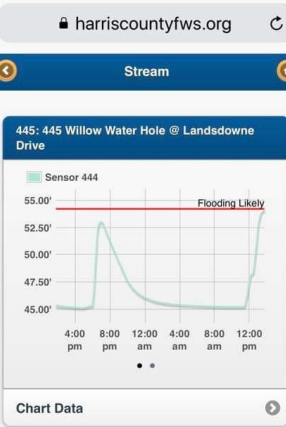 harriscountyfws.org
Stream
445: 445 Willow Water Hole @ Landsdowne
Drive
Sensor 444
Flooding Likely
55.00'
52.50'
50.00'
47.50'
45.00'
4:00 8:00 12:00 4:00 8:00 12:00
pm pm am am am pm
Chart Data